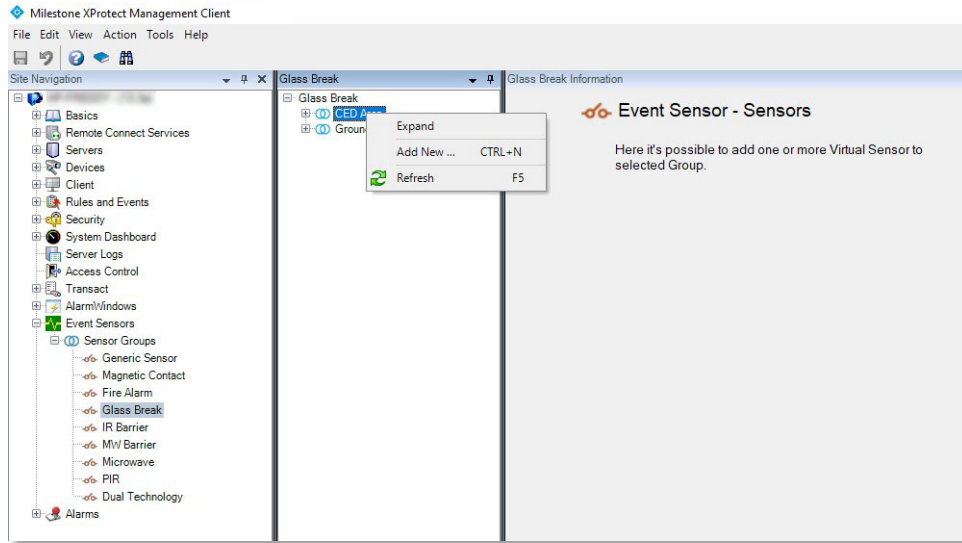 Milestone XProtect Management Client
File Edit View Action Tools Help
Site Navigation
Glass Break
Glass Break Information
Basics
Remote Connect Services
Servers
Devices
Client
Rules and Events
Security
System Dashboard
Server Logs
Access Control
Transact
AlarmWindows
Event Sensors
Sensor Groups
Generic Sensor
Magnetic Contact
Fire Alarm
Glass Break
IR Barrier
MW Barrier
Microwave
PIR
Dual Technology
Alarms
Glass Break
CED
Expand
Add New ... CTRL+N
Refresh F5
Event Sensor - Sensors
Here it's possible to add one or more Virtual Sensor to
selected Group.